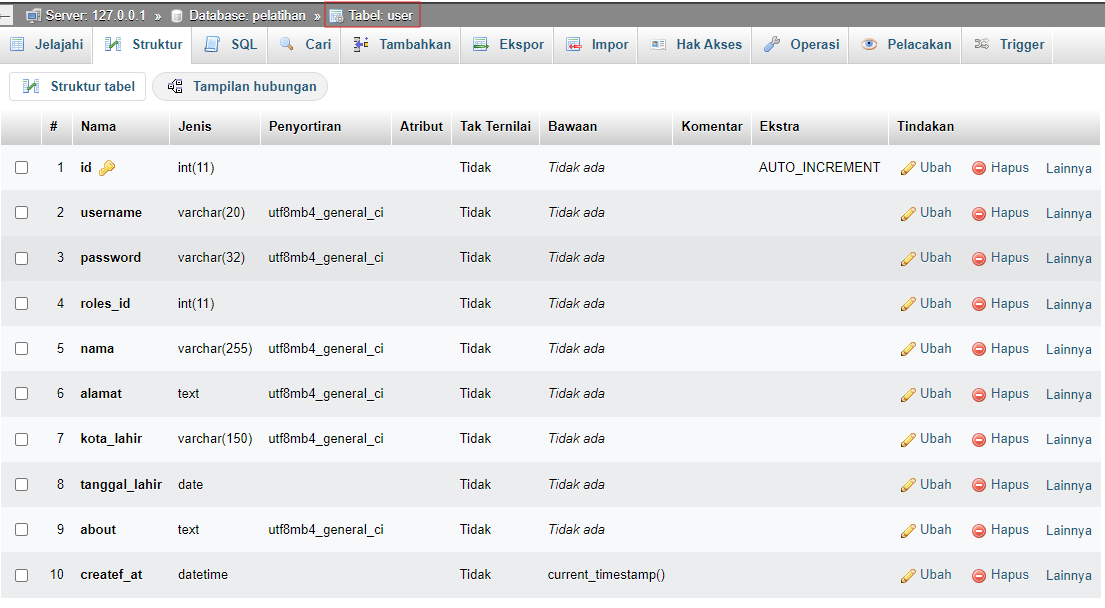 Server: 127.0.0.1 » Database: pelatihan » Tabel: user
Jelajahi Struktur SQL Cari Tambahkan Ekspor Impor Hak Akses Operasi Pelacakan Trigger
Struktur tabel Tampilan hubungan
# Nama Jenis Penyortiran Atribut Tak Ternilai Bawaan Komentar Ekstra Tindakan
1 id int(11) Tidak Tidak ada AUTO_INCREMENT Ubah Hapus Lainnya
2 username varchar(20) utf8mb4_general_ci Tidak Tidak ada Ubah Hapus Lainnya
3 password varchar(32) utf8mb4_general_ci Tidak Tidak ada Ubah Hapus Lainnya
4 roles_id int(11) Tidak Tidak ada Ubah Hapus Lainnya
5 nama varchar(255) utf8mb4_general_ci Tidak Tidak ada Ubah Hapus Lainnya
6 alamat text utf8mb4_general_ci Tidak Tidak ada Ubah Hapus Lainnya
7 kota_lahir varchar(150) utf8mb4_general_ci Tidak Tidak ada Ubah Hapus Lainnya
8 tanggal_lahir date Tidak Tidak ada Ubah Hapus Lainnya
9 about text utf8mb4_general_ci Tidak Tidak ada Ubah Hapus Lainnya
10 createf_at datetime Tidak current_timestamp() Ubah Hapus Lainnya